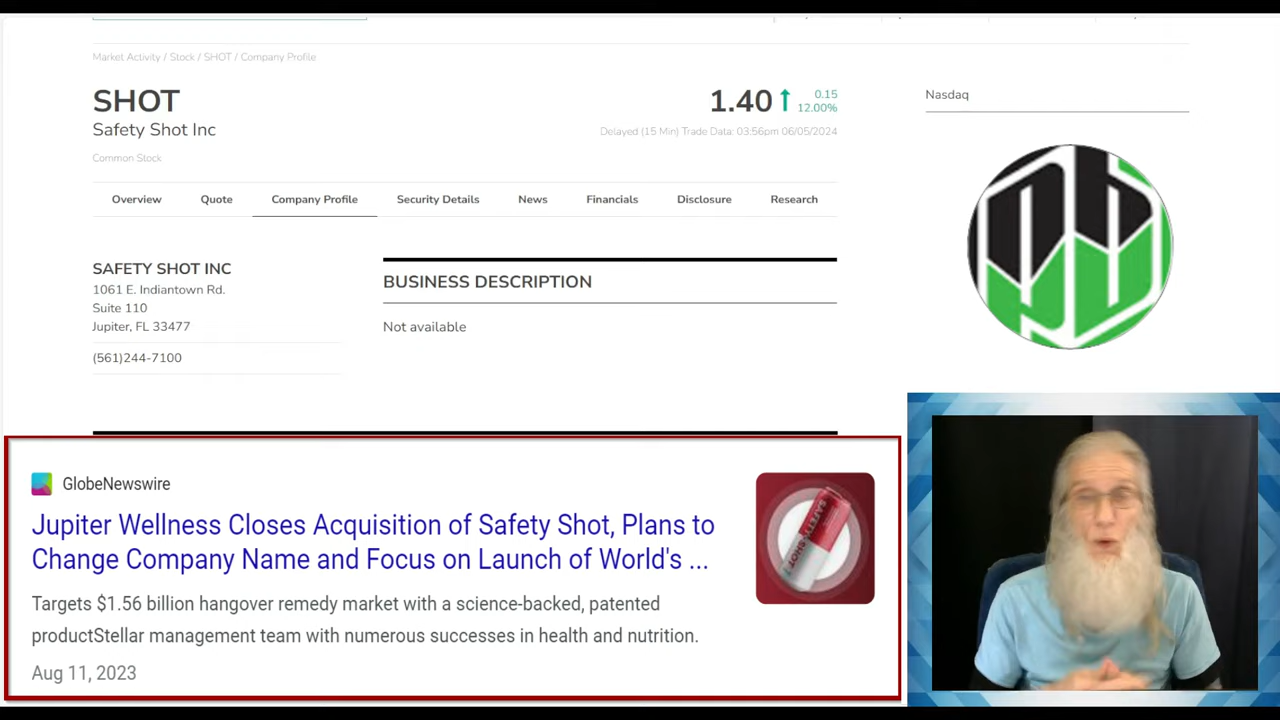 Market Activity / Stock / SHOT / Company Profile
SHOT
Safety Shot Inc
Common Stock
1.40
0.15
12.00%
Delayed (15 Min) Trade Data: 03:56pm 06/05/2024
Nasdaq
Overview Quote Company Profile Security Details News Financials Disclosure Research
SAFETY SHOT INC
1061 E. Indiantown Rd.
Suite 110
Jupiter, FL 33477
(561)244-7100
BUSINESS DESCRIPTION
Not available
GlobeNewswire
Jupiter Wellness Closes Acquisition of Safety Shot, Plans to
Change Company Name and Focus on Launch of World's ...
Targets $1.56 billion hangover remedy market with a science-backed, patented
productStellar management team with numerous successes in health and nutrition.
Aug 11, 2023
SAFETY SHOT